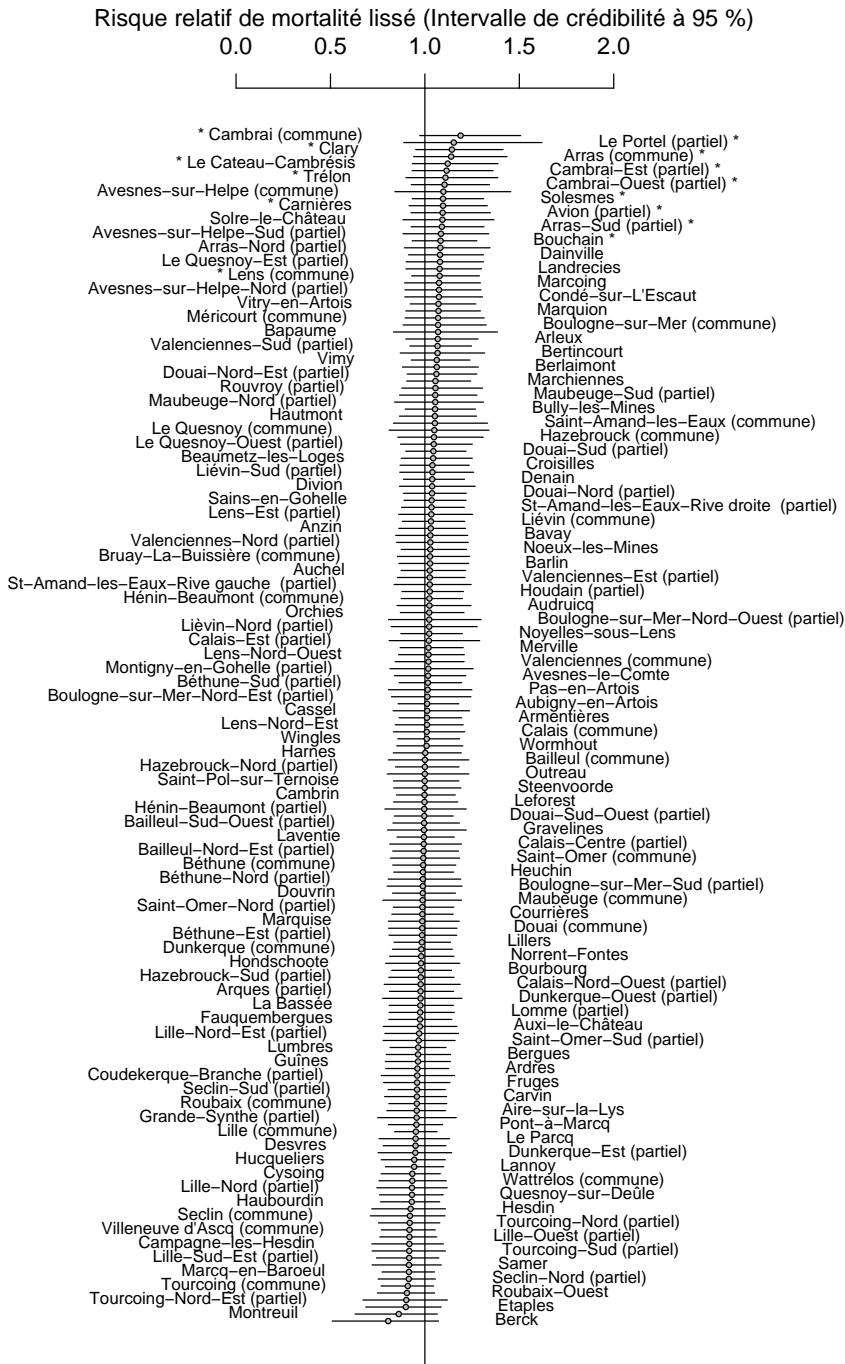 Risque relatif de mortalité lissé (Intervalle de crédibilité à 95 %)
0.0 0.5 1.0 1.5 2.0
* Cambrai (commune)
Le Portel (partiel) *
* Clary
Arras (commune) *
* Le Cateau−Cambrésis
Cambrai−Est (partiel) *
* Trélon
Cambrai−Ouest (partiel) *
Avesnes−sur−Helpe (commune)
Solesmes *
* Carnières
Avion (partiel) *
Solre−le−Château
Arras−Sud (partiel) *
Avesnes−sur−Helpe−Sud (partiel)
Bouchain *
Arras−Nord (partiel)
Dainville
Le Quesnoy−Est (partiel)
Landrecies
* Lens (commune)
Marcoing
Avesnes−sur−Helpe−Nord (partiel)
Condé−sur−L'Escaut
Vitry−en−Artois
Marquion
Méricourt (commune)
Boulogne−sur−Mer (commune)
Bapaume
Arleux
Valenciennes−Sud (partiel)
Bertincourt
Vimy
Berlaimont
Douai−Nord−Est (partiel)
Marchiennes
Rouvroy (partiel)
Maubeuge−Sud (partiel)
Maubeuge−Nord (partiel)
Bully−les−Mines
Hautmont
Saint−Amand−les−Eaux (commune)
Le Quesnoy (commune)
Hazebrouck (commune)
Le Quesnoy−Ouest (partiel)
Douai−Sud (partiel)
Beaumetz−les−Loges
Croisilles
Liévin−Sud (partiel)
Denain
Divion
Douai−Nord (partiel)
Sains−en−Gohelle
St−Amand−les−Eaux−Rive droite  (partiel)
Lens−Est (partiel)
Liévin (commune)
Anzin
Bavay
Valenciennes−Nord (partiel)
Noeux−les−Mines
Bruay−La−Buissière (commune)
Barlin
Auchel
Valenciennes−Est (partiel)
St−Amand−les−Eaux−Rive gauche  (partiel)
Houdain (partiel)
Hénin−Beaumont (commune)
Audruicq
Orchies
Boulogne−sur−Mer−Nord−Ouest (partiel)
Lièvin−Nord (partiel)
Noyelles−sous−Lens
Calais−Est (partiel)
Merville
Lens−Nord−Ouest
Valenciennes (commune)
Montigny−en−Gohelle (partiel)
Avesnes−le−Comte
Béthune−Sud (partiel)
Pas−en−Artois
Boulogne−sur−Mer−Nord−Est (partiel)
Aubigny−en−Artois
Cassel
Armentières
Lens−Nord−Est
Calais (commune)
Wingles
Wormhout
Harnes
Bailleul (commune)
Hazebrouck−Nord (partiel)
Outreau
Saint−Pol−sur−Ternoise
Steenvoorde
Cambrin
Leforest
Hénin−Beaumont (partiel)
Douai−Sud−Ouest (partiel)
Bailleul−Sud−Ouest (partiel)
Gravelines
Laventie
Calais−Centre (partiel)
Bailleul−Nord−Est (partiel)
Saint−Omer (commune)
Béthune (commune)
Heuchin
Béthune−Nord (partiel)
Boulogne−sur−Mer−Sud (partiel)
Douvrin
Maubeuge (commune)
Saint−Omer−Nord (partiel)
Courrières
Marquise
Douai (commune)
Béthune−Est (partiel)
Lillers
Dunkerque (commune)
Norrent−Fontes
Hondschoote
Bourbourg
Hazebrouck−Sud (partiel)
Calais−Nord−Ouest (partiel)
Arques (partiel)
Dunkerque−Ouest (partiel)
La Bassée
Lomme (partiel)
Fauquembergues
Auxi−le−Château
Lille−Nord−Est (partiel)
Saint−Omer−Sud (partiel)
Lumbres
Bergues
Guînes
Ardres
Coudekerque−Branche (partiel)
Fruges
Seclin−Sud (partiel)
Carvin
Roubaix (commune)
Aire−sur−la−Lys
Grande−Synthe (partiel)
Pont−à−Marcq
Lille (commune)
Le Parcq
Desvres
Dunkerque−Est (partiel)
Hucqueliers
Lannoy
Cysoing
Wattrelos (commune)
Lille−Nord (partiel)
Quesnoy−sur−Deûle
Haubourdin
Hesdin
Seclin (commune)
Tourcoing−Nord (partiel)
Villeneuve d'Ascq (commune)
Lille−Ouest (partiel)
Campagne−les−Hesdin
Tourcoing−Sud (partiel)
Lille−Sud−Est (partiel)
Samer
Marcq−en−Baroeul
Seclin−Nord (partiel)
Tourcoing (commune)
Roubaix−Ouest
Tourcoing−Nord−Est (partiel)
Etaples
Montreuil
Berck